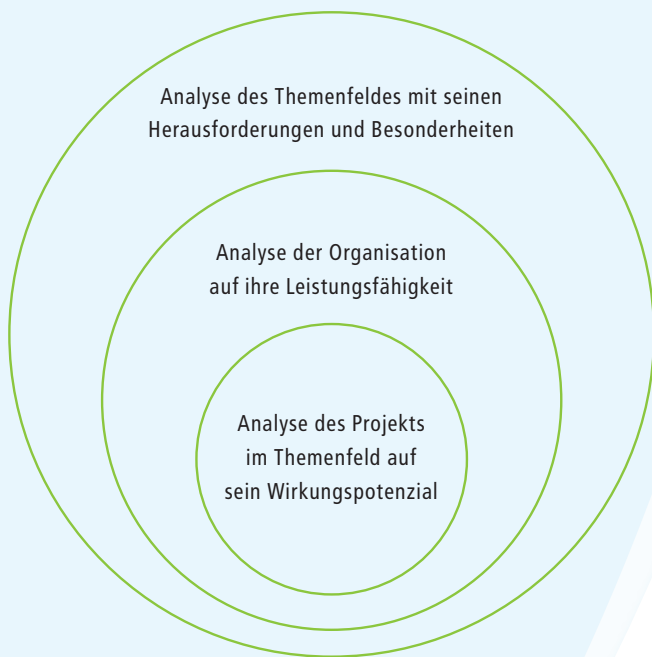 Analyse des Themenfeldes mit seinen
Herausforderungen und Besonderheiten
Analyse der Organisation
auf ihre Leistungsfähigkeit
Analyse des Projekts
im Themenfeld auf
sein Wirkungspotenzial